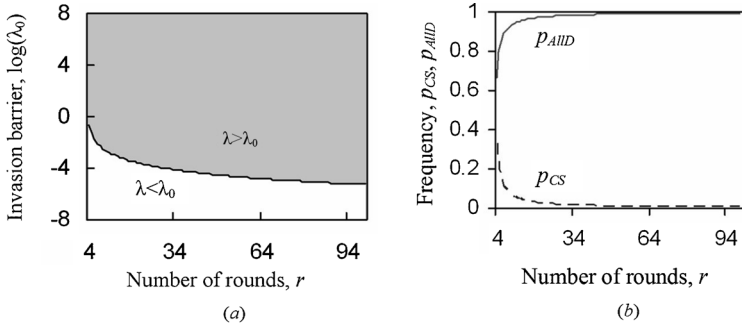 Invasion barrier, log(λ₀)
8
4
0
-4
-8
λ>λ₀
λ<λ₀
4 34 64 94
Number of rounds, r
(a)
Frequency, pCS, pAllD
1
0.8
0.6
0.4
0.2
0
pAllD
pCS
4 34 64 94
Number of rounds, r
(b)